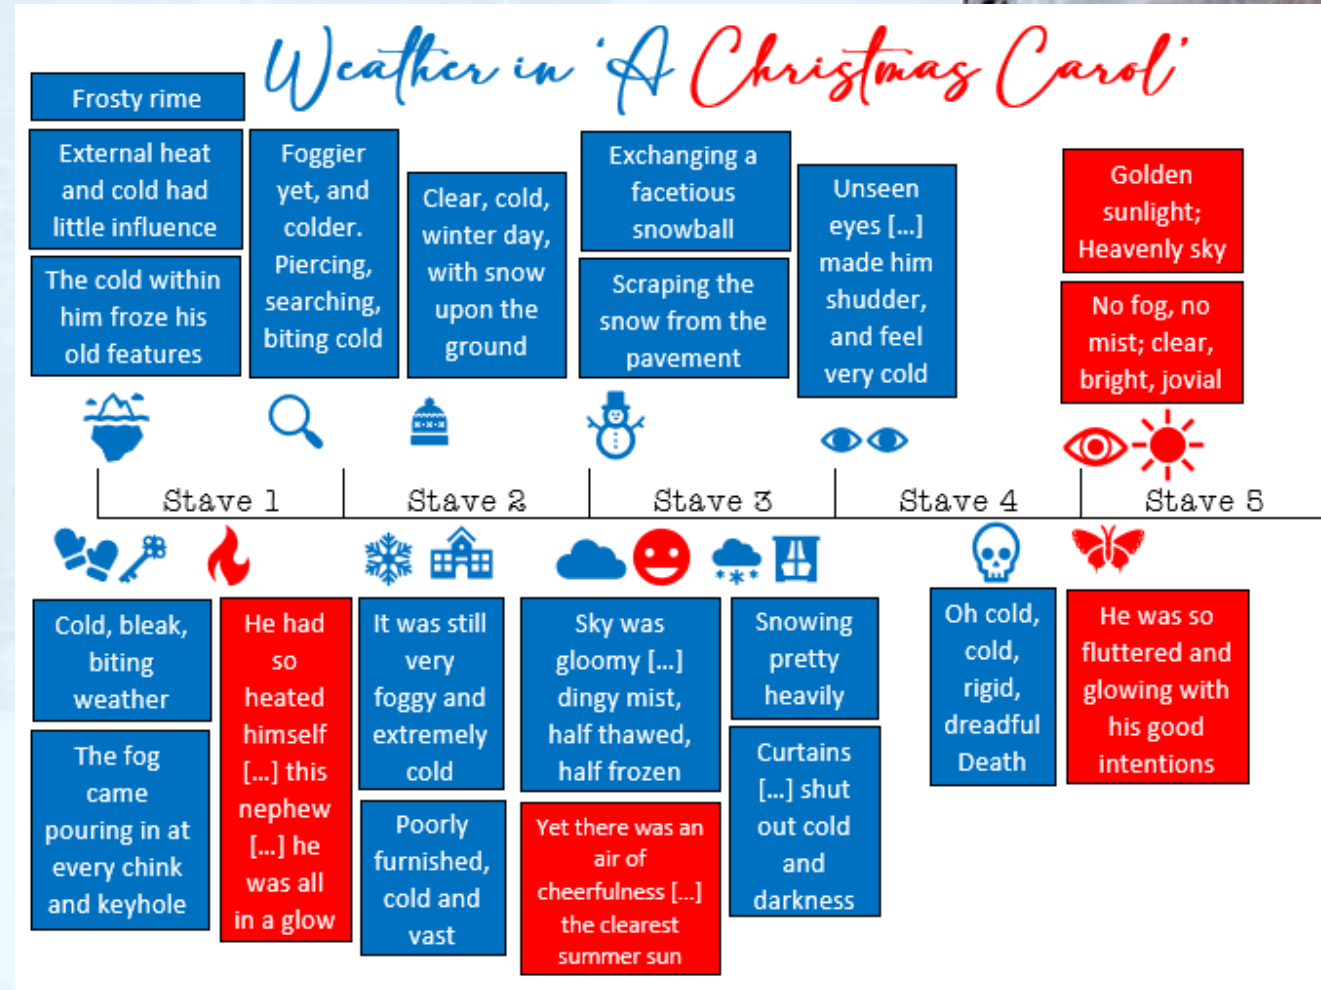 Weather in 'A Christmas Carol'
Frosty rime
External heat
and cold had
little influence
The cold within
him froze his
old features
Foggier
yet, and
colder.
Piercing,
searching,
biting cold
Clear, cold,
winter day,
with snow
upon the
ground
Exchanging a
facetious
snowball
Scraping the
snow from the
pavement
Unseen
eyes [...]
made him
shudder,
and feel
very cold
Golden
sunlight;
Heavenly sky
No fog, no
mist; clear,
bright, jovial
Stave 1
Stave 2
Stave 3
Stave 4
Stave 5
Cold, bleak,
biting
weather
The fog
came
pouring in at
every chink
and keyhole
He had
so
heated
himself
[...] this
nephew
[...] he
was all
in a glow
It was still
very
foggy and
extremely
cold
Poorly
furnished,
cold and
vast
Sky was
gloomy [...]
dingy mist,
half thawed,
half frozen
Yet there was an
air of
cheerfulness [...]
the clearest
summer sun
Snowing
pretty
heavily
Curtains
[...] shut
out cold
and
darkness
Oh cold,
cold,
rigid,
dreadful
Death
He was so
fluttered and
glowing with
his good
intentions